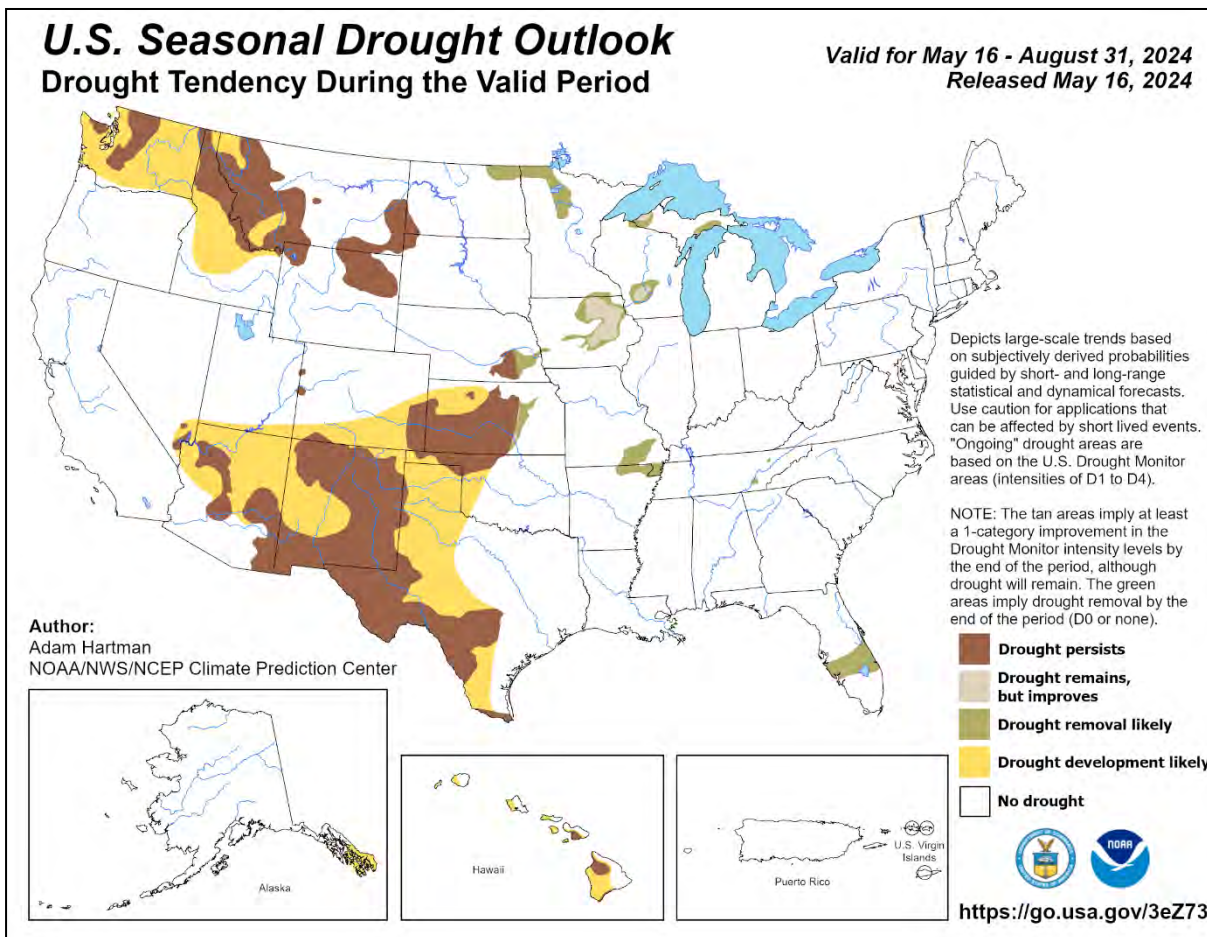 U.S. Seasonal Drought Outlook
Drought Tendency During the Valid Period
Valid for May 16 - August 31, 2024
Released May 16, 2024
Depicts large-scale trends based
on subjectively derived probabilities
guided by short- and long-range
statistical and dynamical forecasts.
Use caution for applications that
can be affected by short lived events.
"Ongoing" drought areas are
based on the U.S. Drought Monitor
areas (intensities of D1 to D4).
NOTE: The tan areas imply at least
a 1-category improvement in the
Drought Monitor intensity levels by
the end of the period, although
drought will remain. The green
areas imply drought removal by the
end of the period (D0 or none).
Author:
Adam Hartman
NOAA/NWS/NCEP Climate Prediction Center
Drought persists
Drought remains,
but improves
Drought removal likely
Drought development likely
No drought
Alaska
Hawaii
Puerto Rico
U.S. Virgin
Islands
NOAA
https://go.usa.gov/3eZ73